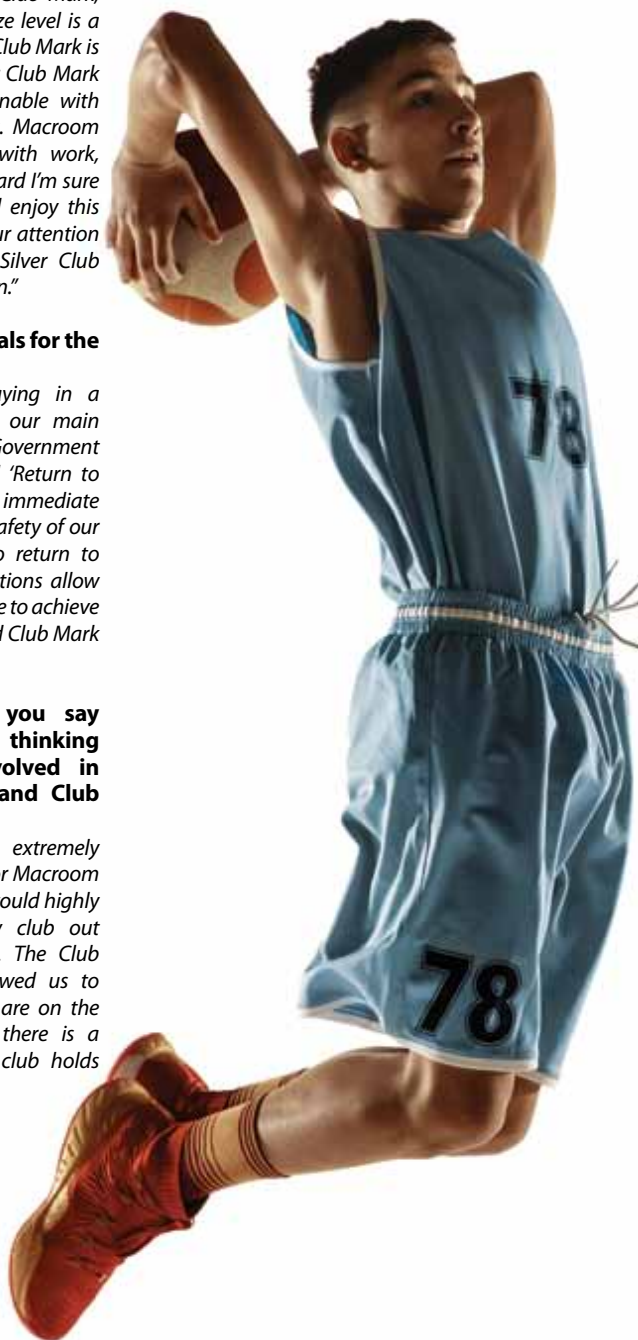 ze level is a
Club Mark is
Club Mark
nable with
. Macroom
with work,
ard I'm sure
enjoy this
ur attention
Silver Club
n."
als for the
ying in a
our main
Government
'Return to
immediate
afety of our
o return to
tions allow
e to achieve
d Club Mark
you say
thinking
volved in
and Club
extremely
or Macroom
ould highly
club out
. The Club
wed us to
are on the
there is a
club holds
78
78